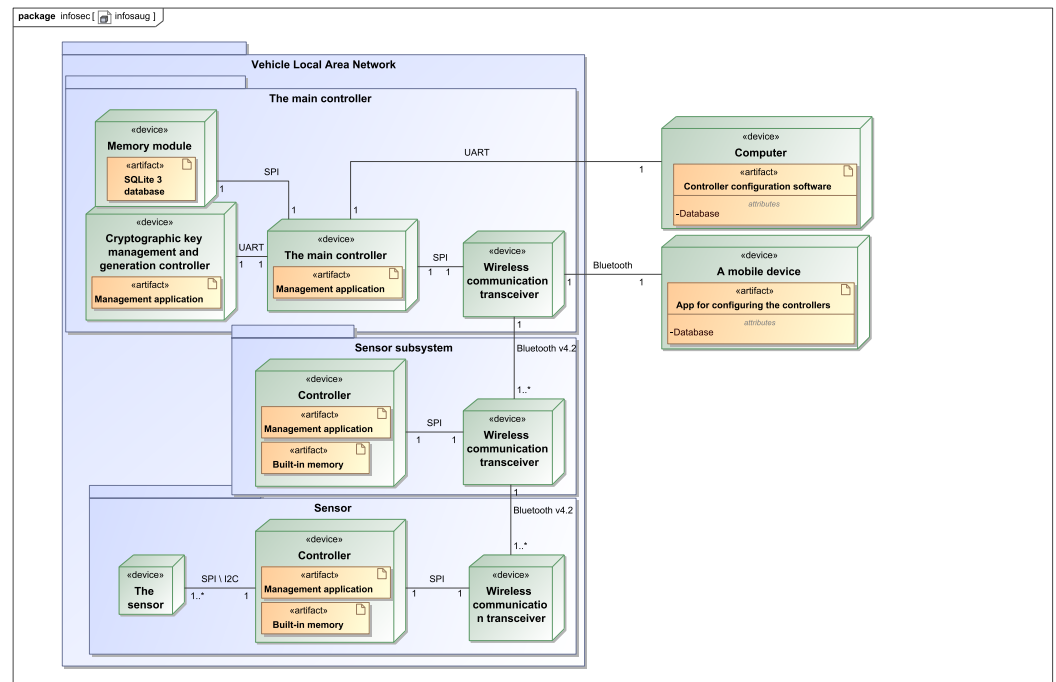 package infosec [ infosaug ]
Vehicle Local Area Network
The main controller
«device»
Memory module
«artifact»
SQLite 3
database
SPI
1
1
«device»
Cryptographic key
management and
generation controller
«artifact»
Management application
UART
1
1
«device»
The main controller
«artifact»
Management application
UART
1
1
SPI
1
1
«device»
Wireless
communication
transceiver
«device»
Computer
«artifact»
Controller configuration software
attributes
-Database
Bluetooth
1
1
«device»
A mobile device
«artifact»
App for configuring the controllers
attributes
-Database
1
Bluetooth v4.2
1..*
Sensor subsystem
«device»
Controller
«artifact»
Management application
«artifact»
Built-in memory
SPI
1
1
«device»
Wireless
communication
transceiver
1
Bluetooth v4.2
1..*
Sensor
«device»
The
sensor
SPI \ I2C
1..*
1
«device»
Controller
«artifact»
Management application
«artifact»
Built-in memory
SPI
1
1
«device»
Wireless
communicatio
n transceiver